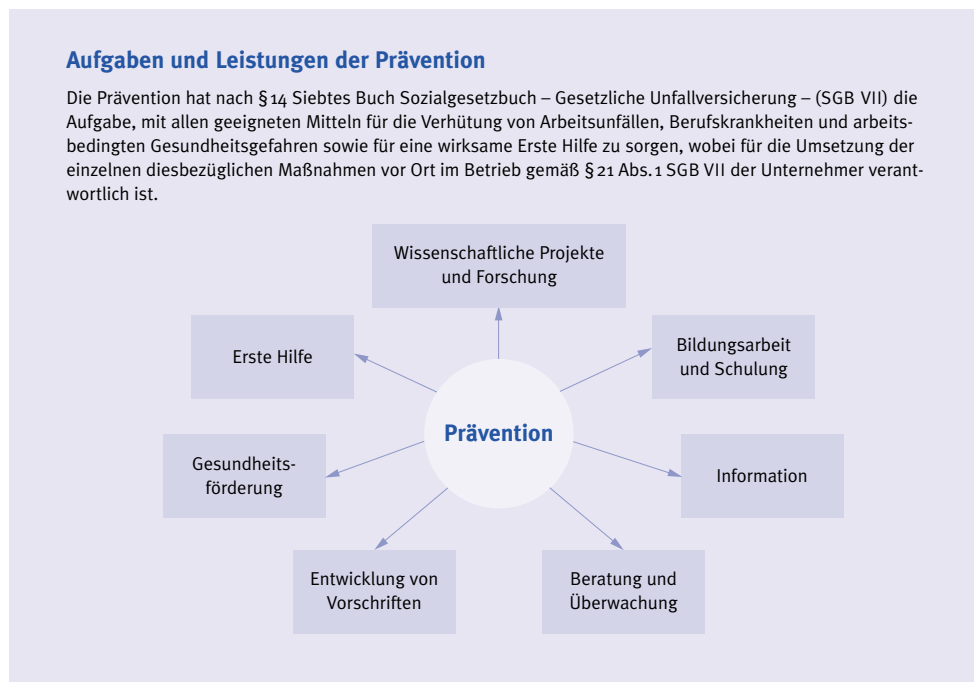 Aufgaben und Leistungen der Prävention
Die Prävention hat nach § 14 Siebtes Buch Sozialgesetzbuch – Gesetzliche Unfallversicherung – (SGB VII) die
Aufgabe, mit allen geeigneten Mitteln für die Verhütung von Arbeitsunfällen, Berufskrankheiten und arbeits-
bedingten Gesundheitsgefahren sowie für eine wirksame Erste Hilfe zu sorgen, wobei für die Umsetzung der
einzelnen diesbezüglichen Maßnahmen vor Ort im Betrieb gemäß § 21 Abs. 1 SGB VII der Unternehmer verant-
wortlich ist.
Wissenschaftliche Projekte
und Forschung
Erste Hilfe
Bildungsarbeit
und Schulung
Prävention
Gesundheits-
förderung
Information
Entwicklung von
Vorschriften
Beratung und
Überwachung